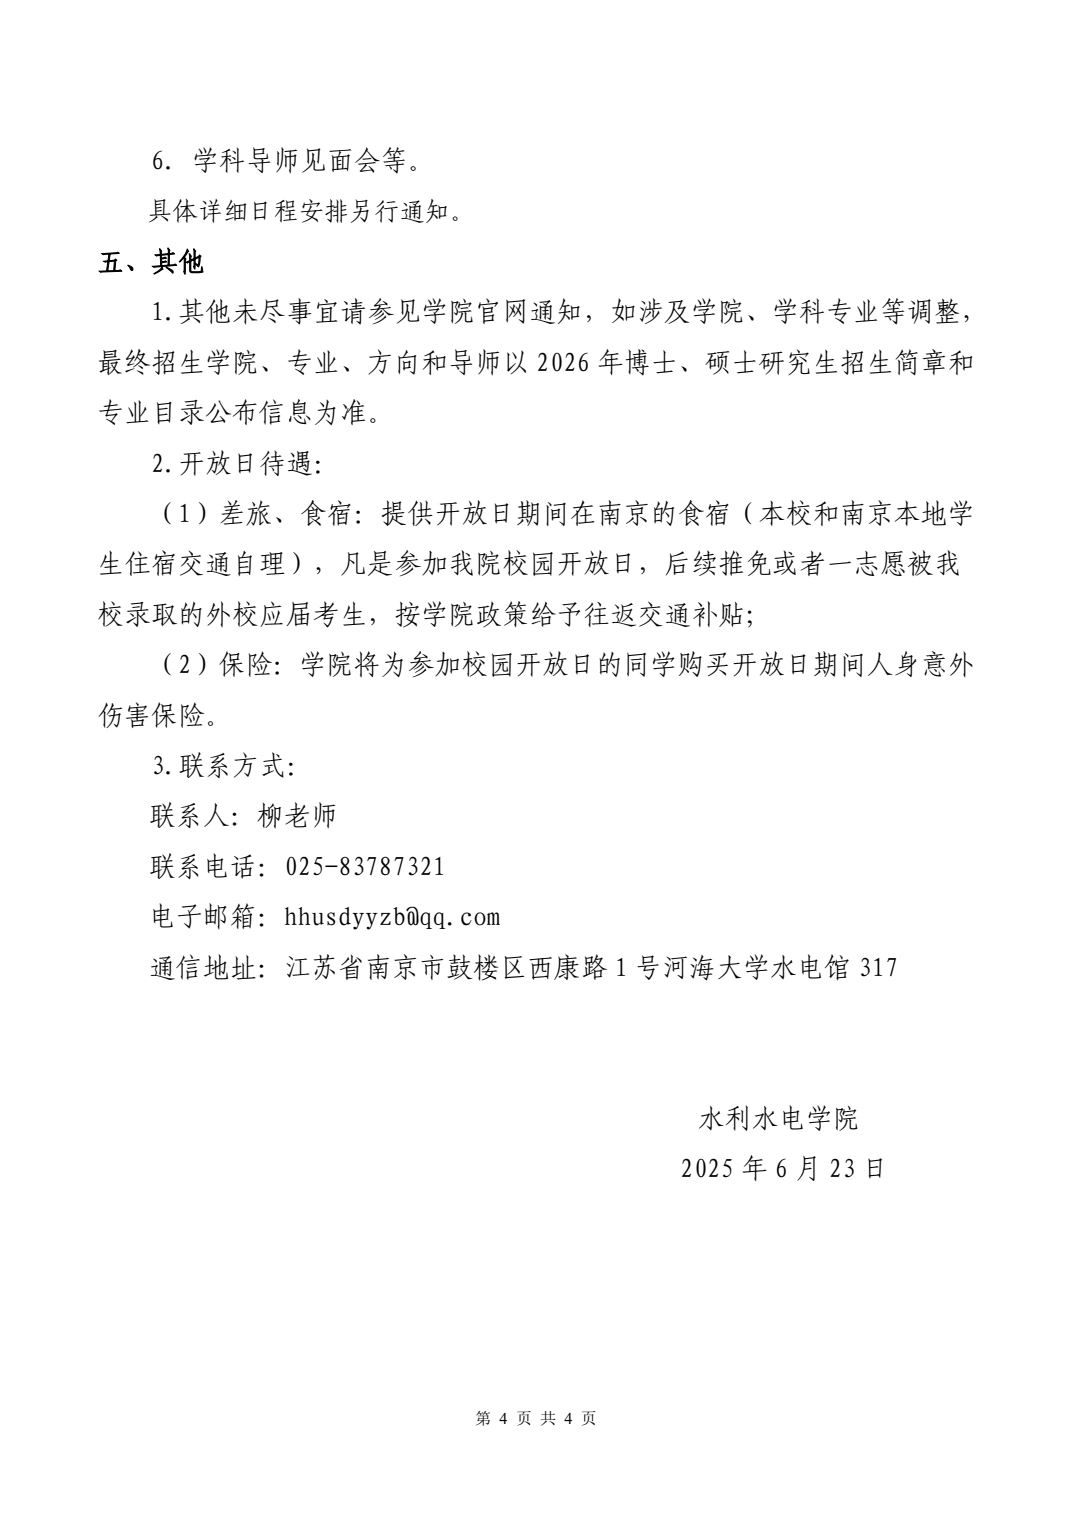 6. 学科导师见面会等。
具体详细日程安排另行通知。
五、其他
1.其他未尽事宜请参见学院官网通知，如涉及学院、学科专业等调整，
最终招生学院、专业、方向和导师以 2026 年博士、硕士研究生招生简章和
专业目录公布信息为准。
2.开放日待遇：
（1）差旅、食宿：提供开放日期间在南京的食宿（本校和南京本地学
生住宿交通自理），凡是参加我院校园开放日，后续推免或者一志愿被我
校录取的外校应届考生，按学院政策给予往返交通补贴；
（2）保险：学院将为参加校园开放日的同学购买开放日期间人身意外
伤害保险。
3.联系方式：
联系人：柳老师
联系电话：025-83787321
电子邮箱：hhusdyyzb@qq.com
通信地址：江苏省南京市鼓楼区西康路 1 号河海大学水电馆 317
水利水电学院
2025 年 6 月 23 日
第 4 页 共 4 页